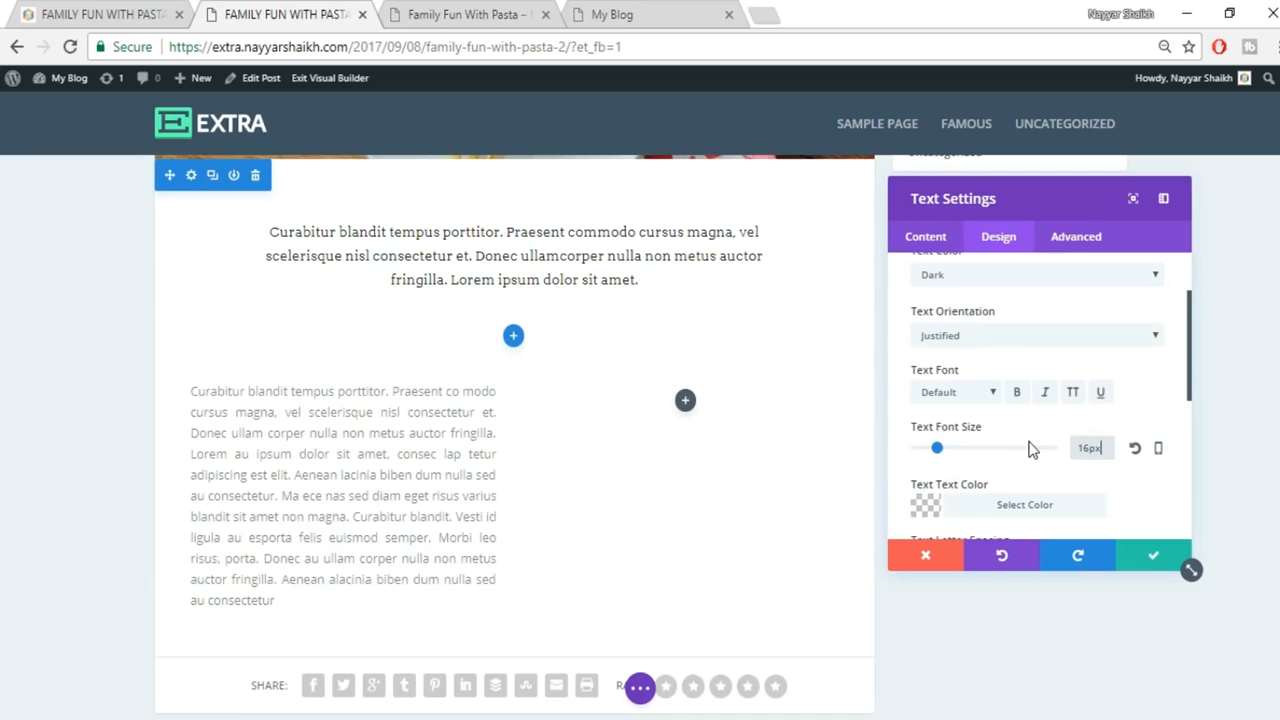 FAMILY FUN WITH PASTA
FAMILY FUN WITH PASTA
Family Fun With Pasta –
My Blog
Nayyar Shaikh
Secure
https://extra.nayyarshaikh.com/2017/09/08/family-fun-with-pasta-2/?et_fb=1
My Blog 1 0 New Edit Post Exit Visual Builder
Howdy, Nayyar Shaikh
E EXTRA
SAMPLE PAGE FAMOUS UNCATEGORIZED
Text Settings
Content Design Advanced
Dark
Text Orientation
Justified
Text Font
Default B I TT U
Text Font Size
16px
Text Text Color
Select Color
Curabitur blandit tempus porttitor. Praesent commodo cursus magna, vel
scelerisque nisl consectetur et. Donec ullamcorper nulla non metus auctor
fringilla. Lorem ipsum dolor sit amet.
Curabitur blandit tempus porttitor. Praesent co modo
cursus magna, vel scelerisque nisl consectetur et.
Donec ullam corper nulla non metus auctor fringilla.
Lorem au ipsum dolor sit amet, consec lap tetur
adipiscing est elit. Aenean lacinia biben dum nulla sed
au consectetur. Ma ece nas sed diam eget risus varius
blandit sit amet non magna. Curabitur blandit. Vesti id
ligula au esporta felis euismod semper. Morbi leo
risus, porta. Donec au ullam corper nulla non metus
auctor fringilla. Aenean alacinia biben dum nulla sed
au consectetur
SHARE: